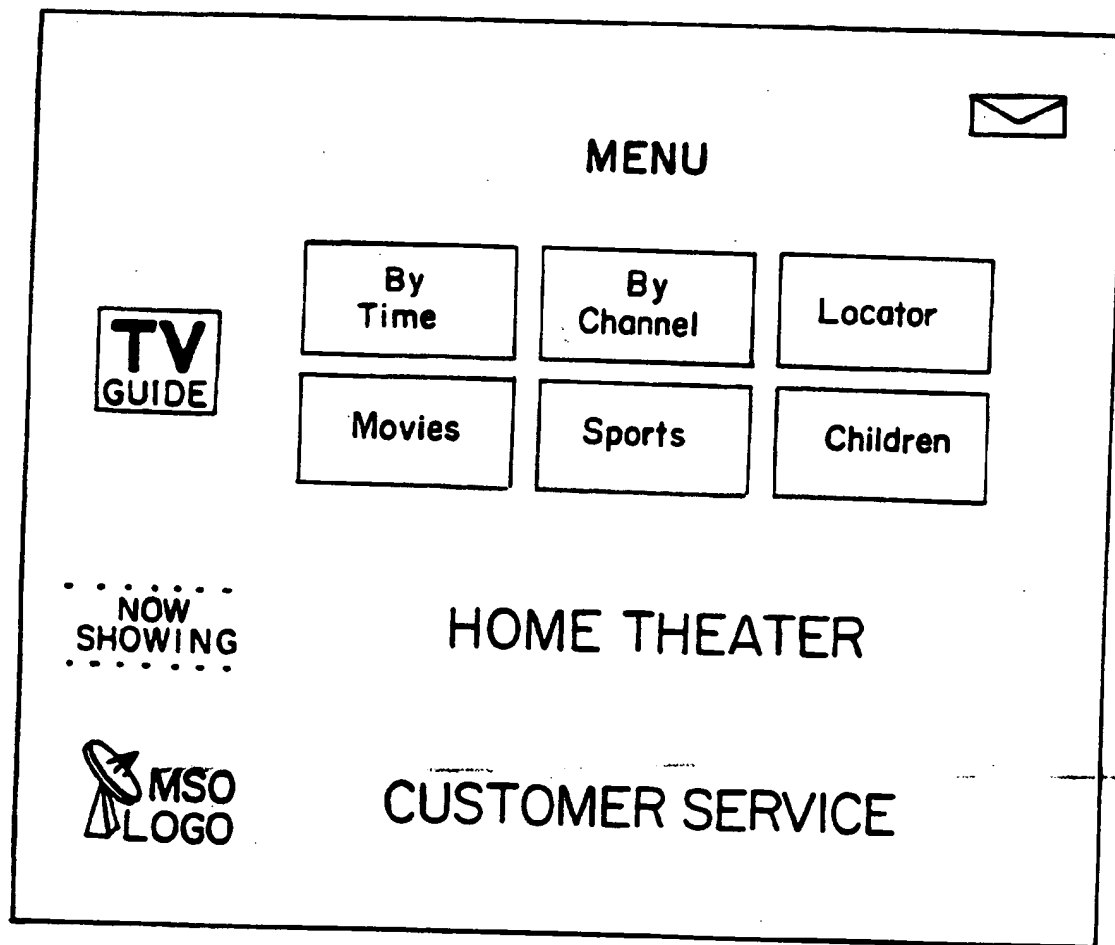 MENU
TV
GUIDE
By
Time
By
Channel
Locator
Movies
Sports
Children
NOW
SHOWING
HOME THEATER
MSO
LOGO
CUSTOMER SERVICE